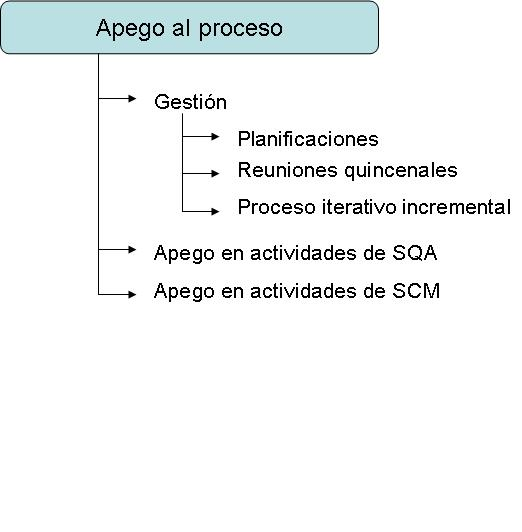 Apego al proceso
Gestión
Planificaciones
Reuniones quincenales
Proceso iterativo incremental
Apego en actividades de SQA
Apego en actividades de SCM